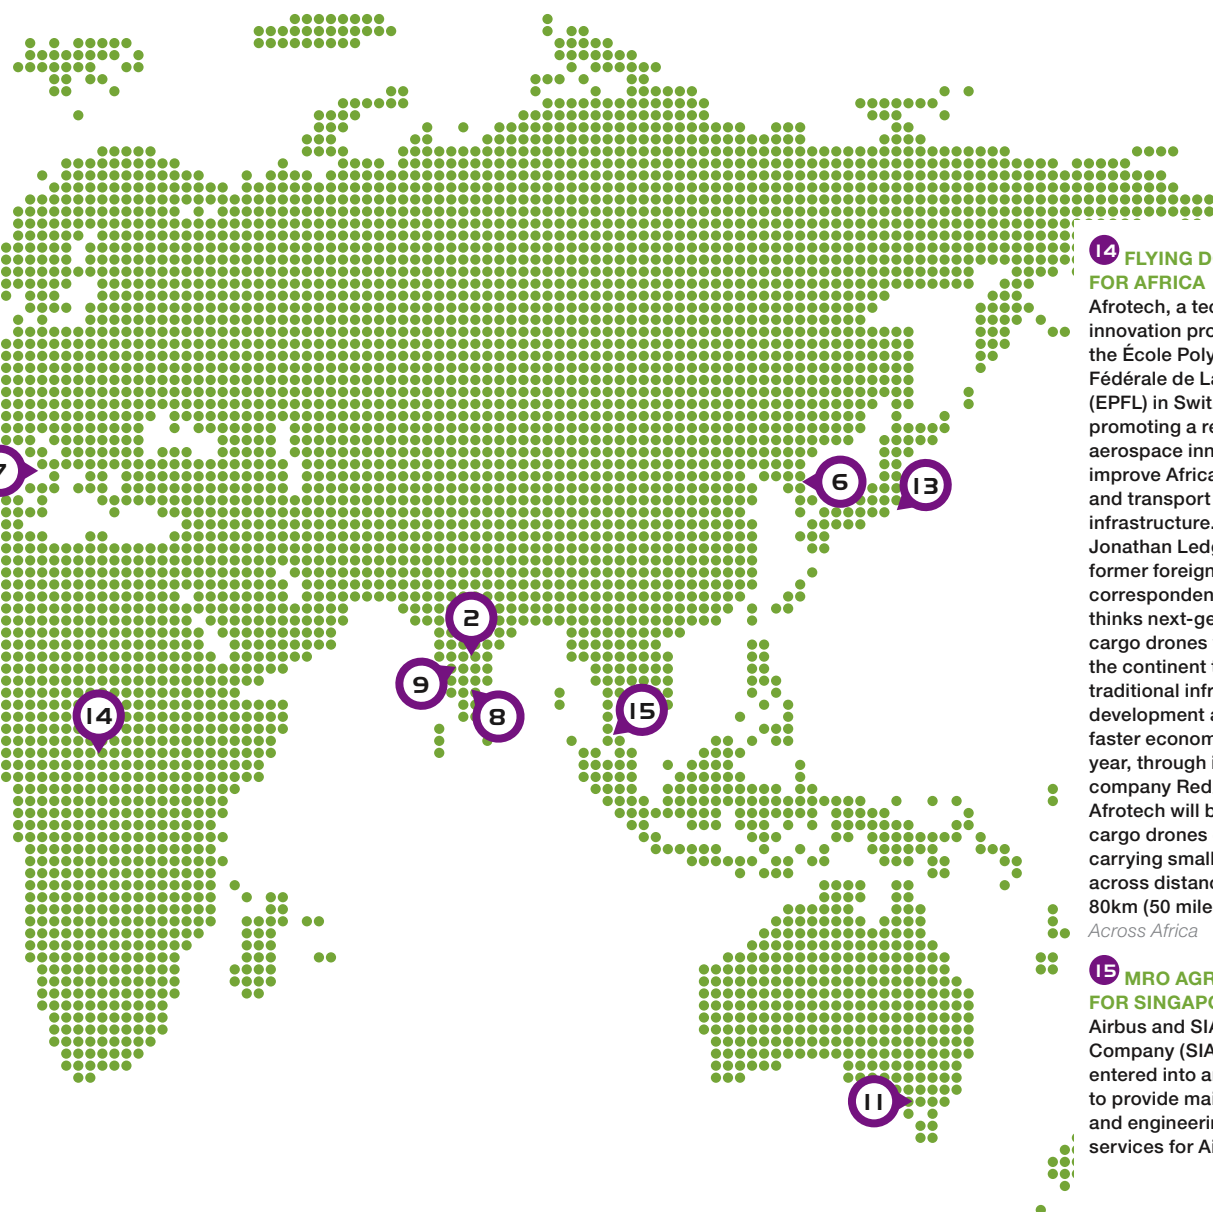 7
6
13
2
9
8
15
14
11
14 FLYING D
FOR AFRICA
Afrotech, a tec
innovation pro
the École Poly
Fédérale de La
(EPFL) in Swit
promoting a re
aerospace inn
improve Africa
and transport
infrastructure.
Jonathan Ledg
former foreign
corresponden
thinks next-ge
cargo drones
the continent t
traditional infr
development a
faster econom
year, through i
company Red
Afrotech will b
cargo drones
carrying small
across distanc
80km (50 mile
Across Africa
15 MRO AGR
FOR SINGAPO
Airbus and SIA
Company (SIA
entered into a
to provide mai
and engineerin
services for Ai